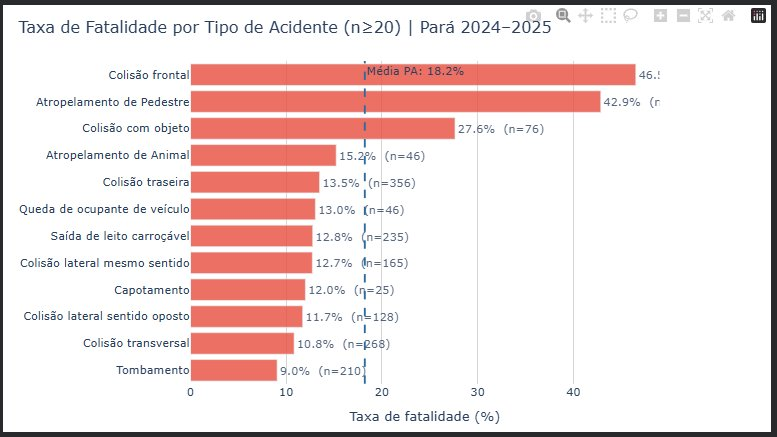 Taxa de Fatalidade por Tipo de Acidente (n≥20) | Pará 2024−2025
Média PA: 18.2%
Colisão frontal 46.5
Atropelamento de Pedestre 42.9% (n
Colisão com objeto 27.6% (n=76)
Atropelamento de Animal 15.2% (n=46)
Colisão traseira 13.5% (n=356)
Queda de ocupante de veículo 13.0% (n=46)
Saída de leito carroçável 12.8% (n=235)
Colisão lateral mesmo sentido 12.7% (n=165)
Capotamento 12.0% (n=25)
Colisão lateral sentido oposto 11.7% (n=128)
Colisão transversal 10.8% (n=268)
Tombamento 9.0% (n=210)
0 10 20 30 40
Taxa de fatalidade (%)